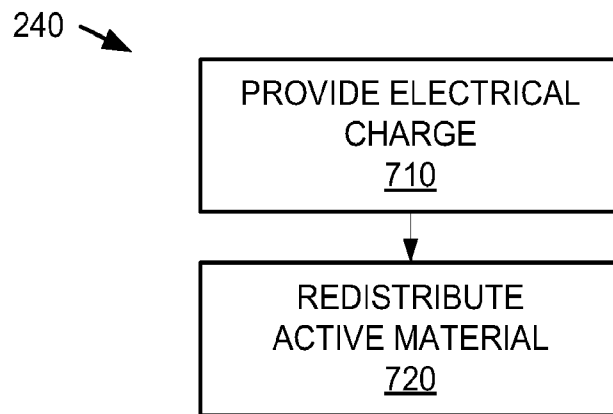 240
PROVIDE ELECTRICAL
CHARGE
710
REDISTRIBUTE
ACTIVE MATERIAL
720